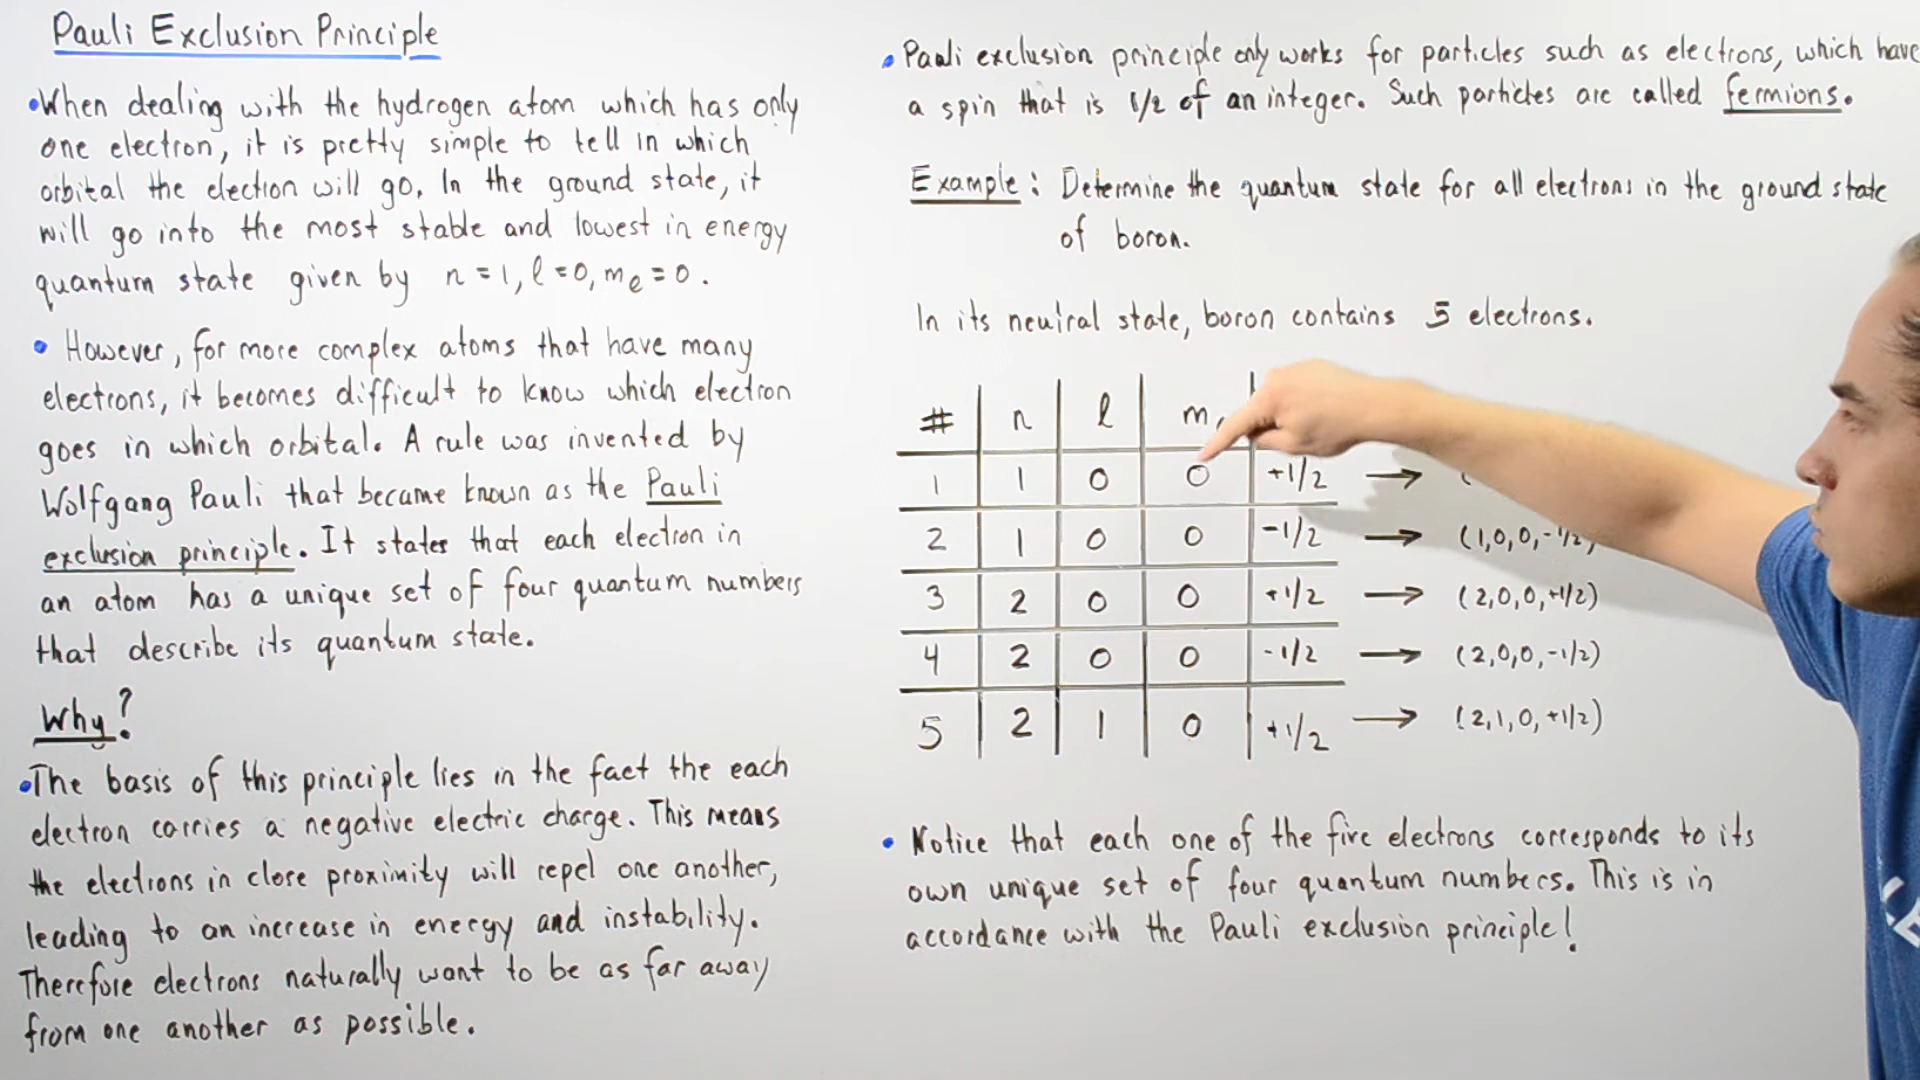 Pauli Exclusion Principle
•When dealing with the hydrogen atom which has only
one electron, it is pretty simple to tell in which
orbital the electron will go. In the ground state, it
will go into the most stable and lowest in energy
quantum state given by n=1, l=0, mℓ=0.
• However, for more complex atoms that have many
electrons, it becomes difficult to know which electron
goes in which orbital. A rule was invented by
Wolfgang Pauli that became known as the Pauli
exclusion principle. It states that each electron in
an atom has a unique set of four quantum numbers
that describe its quantum state.
Why?
•The basis of this principle lies in the fact the each
electron carries a negative electric charge. This means
the electrons in close proximity will repel one another,
leading to an increase in energy and instability.
Therefore electrons naturally want to be as far away
from one another as possible.
• Pauli exclusion principle only works for particles such as electrons, which have
a spin that is 1/2 of an integer. Such particles are called fermions.
Example: Determine the quantum state for all electrons in the ground state
of boron.
In its neutral state, boron contains 5 electrons.
# n l m
1 1 0 0 +1/2 → (
2 1 0 0 -1/2 → (1,0,0,-1/2)
3 2 0 0 +1/2 → (2,0,0,+1/2)
4 2 0 0 -1/2 → (2,0,0,-1/2)
5 2 1 0 +1/2 → (2,1,0,+1/2)
• Notice that each one of the five electrons corresponds to its
own unique set of four quantum numbers. This is in
accordance with the Pauli exclusion principle!